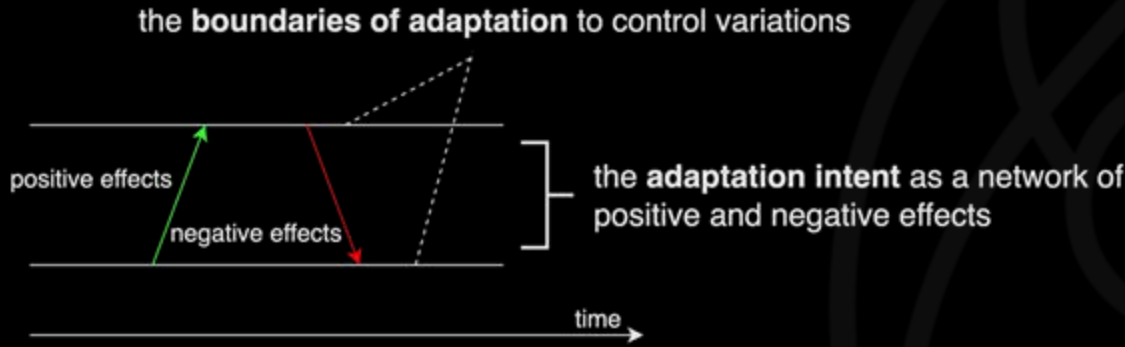 the boundaries of adaptation to control variations
positive effects
negative effects
the adaptation intent as a network of
positive and negative effects
time